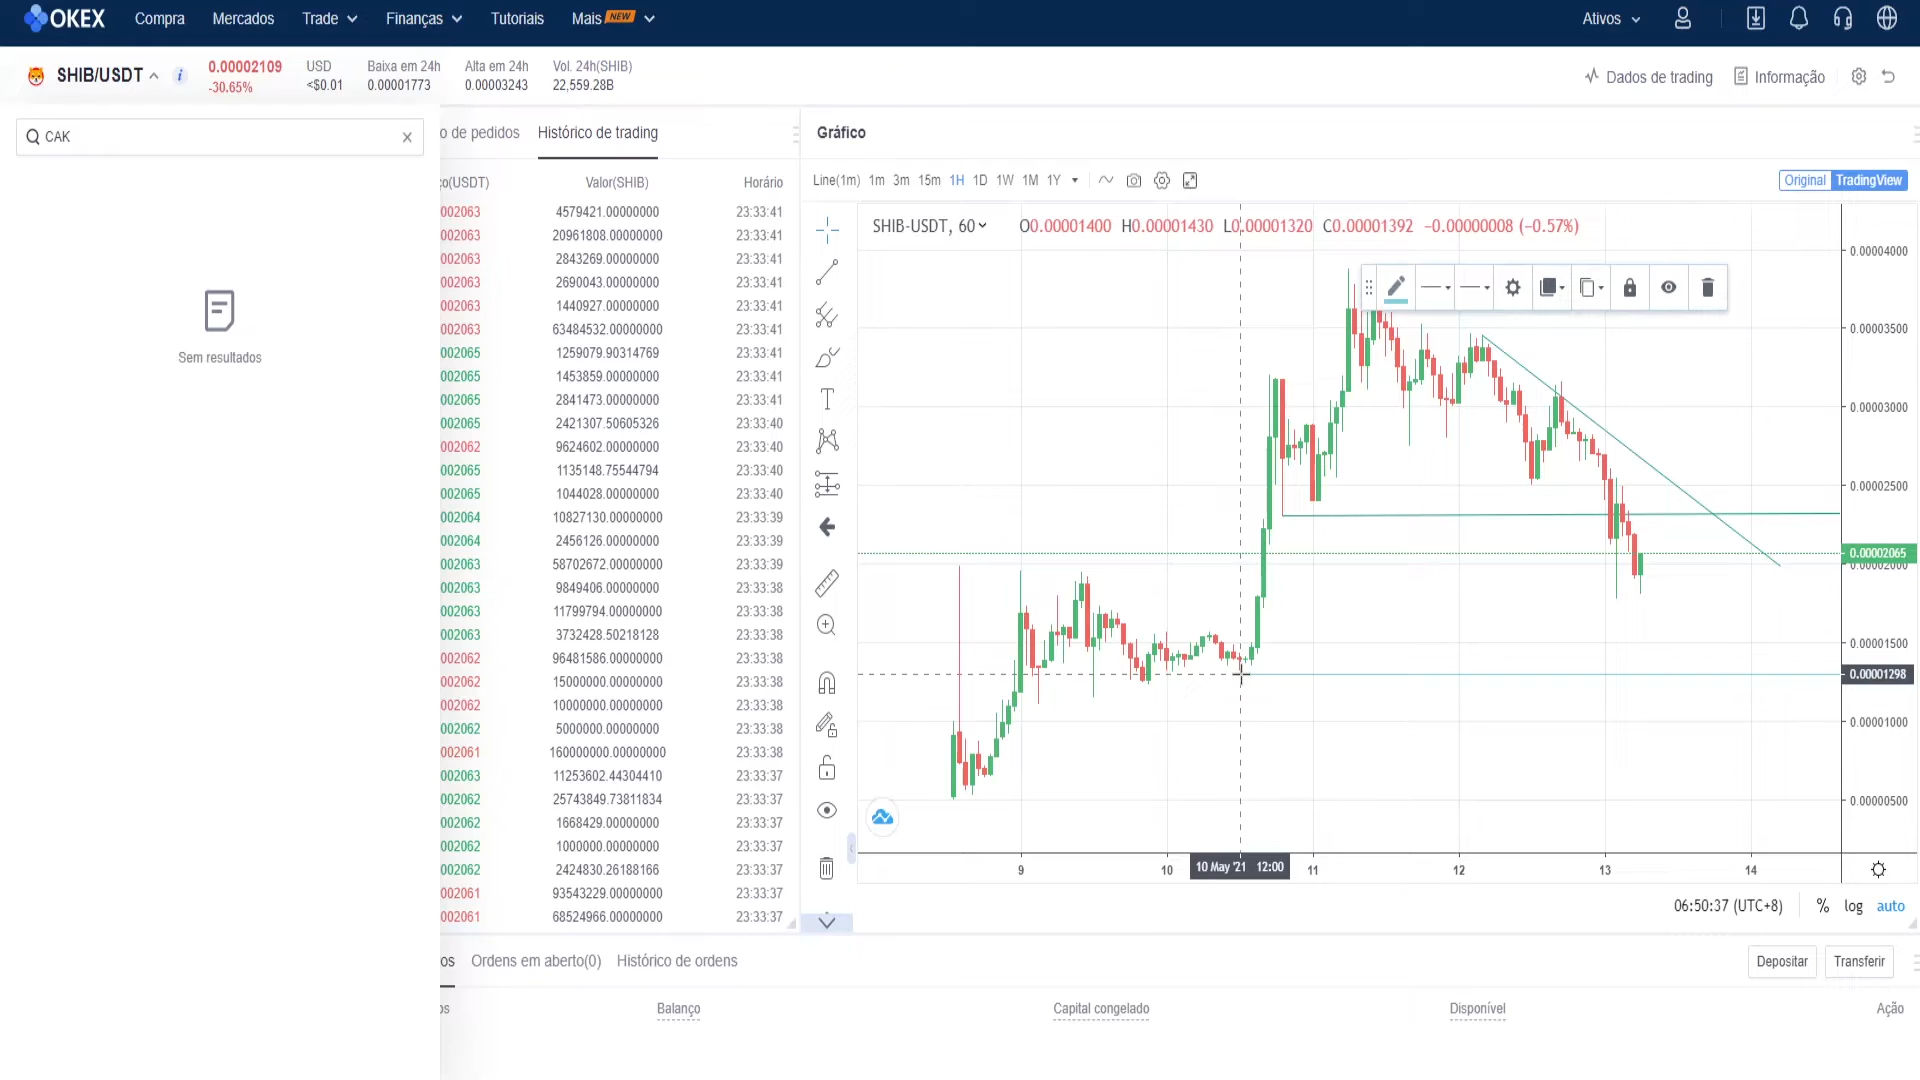 OKEX
Compra
Mercados
Trade
Finanças
Tutoriais
Mais NEW
Ativos
SHIB/USDT
i
0.00002109
-30.65%
USD
<$0.01
Baixa em 24h
0.00001773
Alta em 24h
0.00003243
Vol. 24h(SHIB)
22,559.28B
Dados de trading
Informação
CAK
Sem resultados
o de pedidos
Histórico de trading
Gráfico
ço(USDT) Valor(SHIB) Horário
002063 4579421.00000000 23:33:41
002063 20961808.00000000 23:33:41
002063 2843269.00000000 23:33:41
002063 2690043.00000000 23:33:41
002063 1440927.00000000 23:33:41
002063 63484532.00000000 23:33:41
002065 1259079.90314769 23:33:41
002065 1453859.00000000 23:33:41
002065 2841473.00000000 23:33:41
002065 2421307.50605326 23:33:40
002062 9624602.00000000 23:33:40
002065 1135148.75544794 23:33:40
002065 1044028.00000000 23:33:40
002064 10827130.00000000 23:33:39
002064 2456126.00000000 23:33:39
002063 58702672.00000000 23:33:39
002063 9849406.00000000 23:33:38
002063 11799794.00000000 23:33:38
002063 3732428.50218128 23:33:38
002062 96481586.00000000 23:33:38
002062 15000000.00000000 23:33:38
002062 10000000.00000000 23:33:38
002062 5000000.00000000 23:33:38
002061 160000000.00000000 23:33:38
002063 11253602.44304410 23:33:37
002062 25743849.73811834 23:33:37
002062 1668429.00000000 23:33:37
002062 1000000.00000000 23:33:37
002062 2424830.26188166 23:33:37
002061 93543229.00000000 23:33:37
002061 68524966.00000000 23:33:37
Line(1m) 1m 3m 15m 1H 1D 1W 1M 1Y
Original TradingView
SHIB-USDT, 60 O0.00001400 H0.00001430 L0.00001320 C0.00001392 −0.00000008 (−0.57%)
0.00004000
0.00003500
0.00003000
0.00002500
0.00002065
0.00002000
0.00001500
0.00001298
0.00001000
0.00000500
9 10 10 May '21 12:00 11 12 13 14
06:50:37 (UTC+8) % log auto
os Ordens em aberto(0) Histórico de ordens
Depositar Transferir
os Balanço Capital congelado Disponível Ação